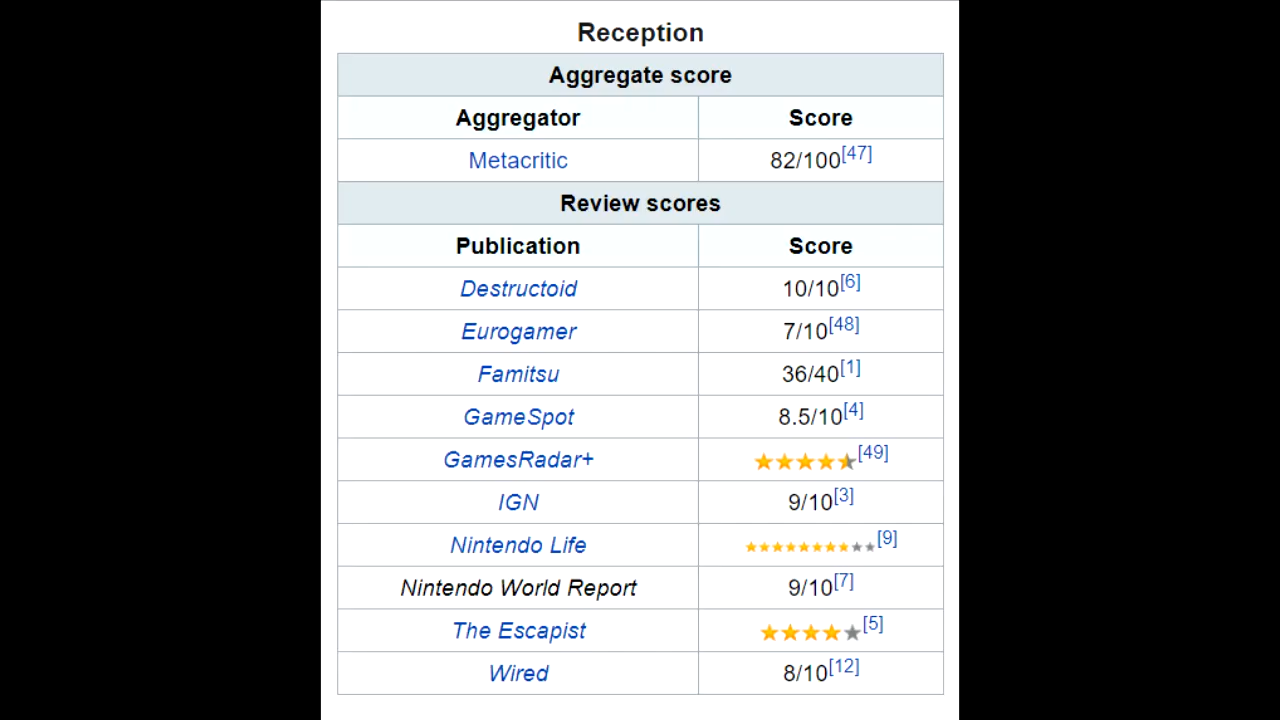 Reception
Aggregate score
Aggregator Score
Metacritic 82/100[47]
Review scores
Publication Score
Destructoid 10/10[6]
Eurogamer 7/10[48]
Famitsu 36/40[1]
GameSpot 8.5/10[4]
GamesRadar+ [49]
IGN 9/10[3]
Nintendo Life [9]
Nintendo World Report 9/10[7]
The Escapist [5]
Wired 8/10[12]